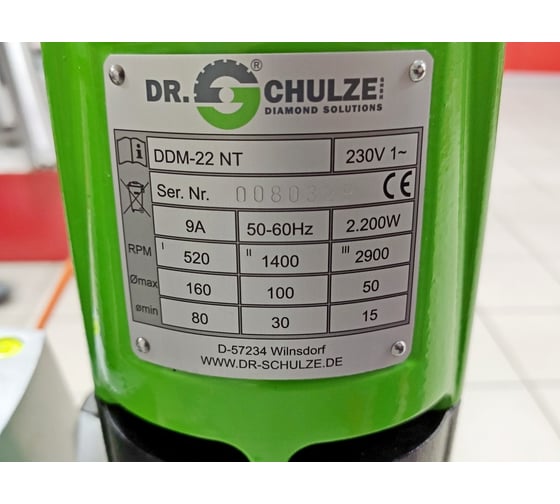 DR. SCHULZE GmbH ®
DIAMOND SOLUTIONS
i DDM-22 NT 230V 1~
Ser. Nr. CE
9A 50-60Hz 2.200W
RPM I 520 II 1400 III 2900
Ømax 160 100 50
ømin 80 30 15
D-57234 Wilnsdorf
WWW.DR-SCHULZE.DE